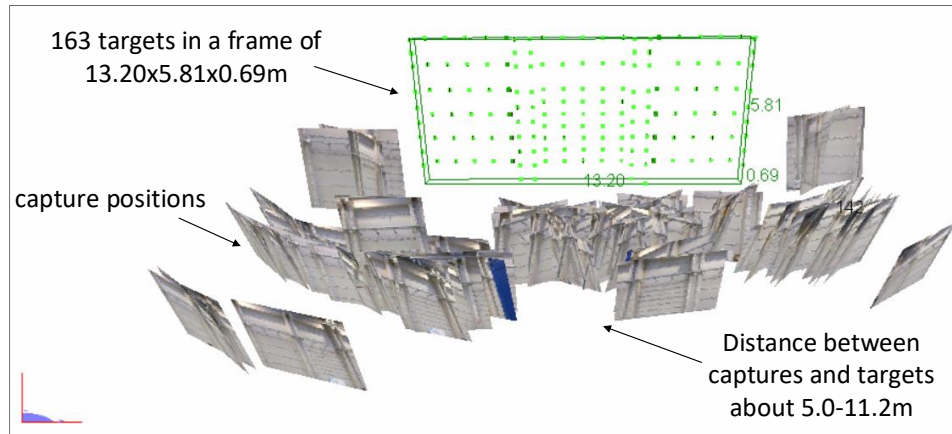 163 targets in a frame of
13.20x5.81x0.69m
5.81
0.69
13.20
capture positions
142
Distance between
captures and targets
about 5.0-11.2m